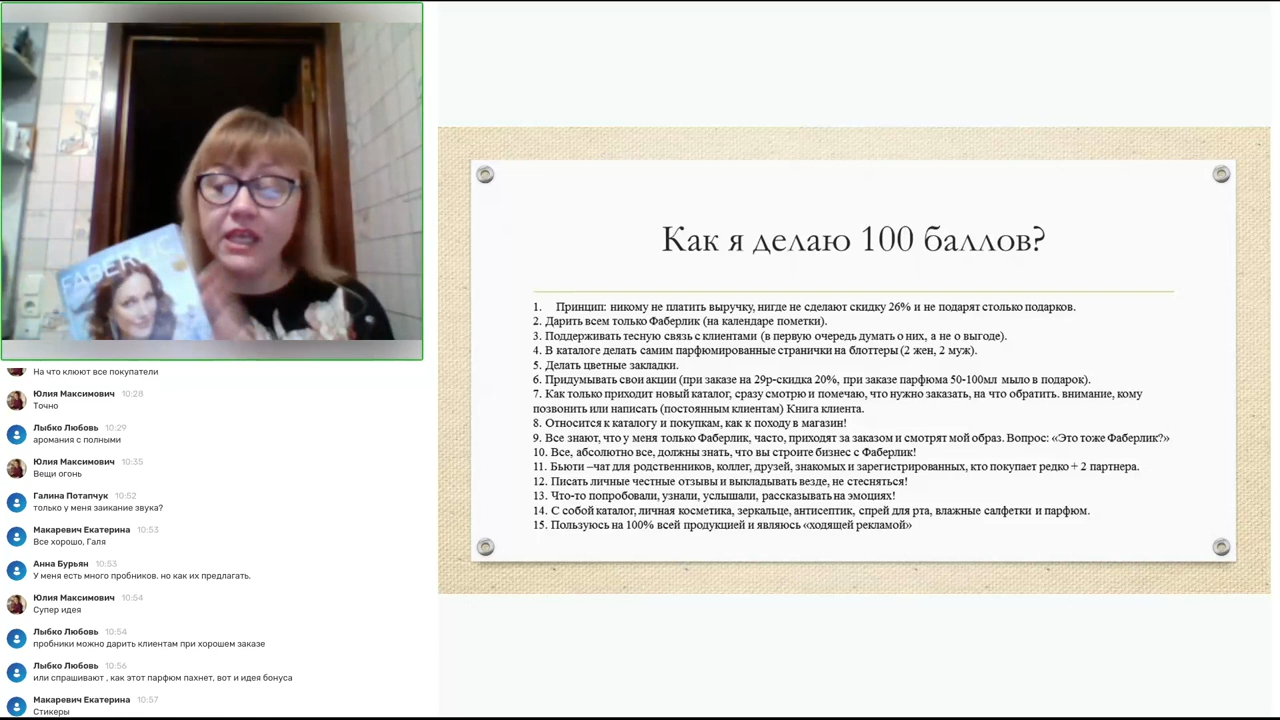 FABERLIC
На что клюют все покупатели
Юлия Максимович 10:28
Точно
Лыбко Любовь 10:29
аромания с полными
Юлия Максимович 10:35
Вещи огонь
Галина Потапчук 10:52
только у меня заикание звука?
Макаревич Екатерина 10:53
Все хорошо, Галя
Анна Бурьян 10:53
У меня есть много пробников. но как их предлагать.
Юлия Максимович 10:54
Супер идея
Лыбко Любовь 10:54
пробники можно дарить клиентам при хорошем заказе
Лыбко Любовь 10:56
или спрашивают , как этот парфюм пахнет, вот и идея бонуса
Макаревич Екатерина 10:57
Стикеры
Как я делаю 100 баллов?
1. Принцип: никому не платить выручку, нигде не сделают скидку 26% и не подарят столько подарков.
2. Дарить всем только Фаберлик (на календаре пометки).
3. Поддерживать тесную связь с клиентами (в первую очередь думать о них, а не о выгоде).
4. В каталоге делать самим парфюмированные странички на блоттеры (2 жен, 2 муж).
5. Делать цветные закладки.
6. Придумывать свои акции (при заказе на 29р-скидка 20%, при заказе парфюма 50-100мл мыло в подарок).
7. Как только приходит новый каталог, сразу смотрю и помечаю, что нужно заказать, на что обратить. внимание, кому
позвонить или написать (постоянным клиентам) Книга клиента.
8. Относится к каталогу и покупкам, как к походу в магазин!
9. Все знают, что у меня только Фаберлик, часто, приходят за заказом и смотрят мой образ. Вопрос: «Это тоже Фаберлик?»
10. Все, абсолютно все, должны знать, что вы строите бизнес с Фаберлик!
11. Бьюти –чат для родственников, коллег, друзей, знакомых и зарегистрированных, кто покупает редко + 2 партнера.
12. Писать личные честные отзывы и выкладывать везде, не стесняться!
13. Что-то попробовали, узнали, услышали, рассказывать на эмоциях!
14. С собой каталог, личная косметика, зеркальце, антисептик, спрей для рта, влажные салфетки и парфюм.
15. Пользуюсь на 100% всей продукцией и являюсь «ходящей рекламой»